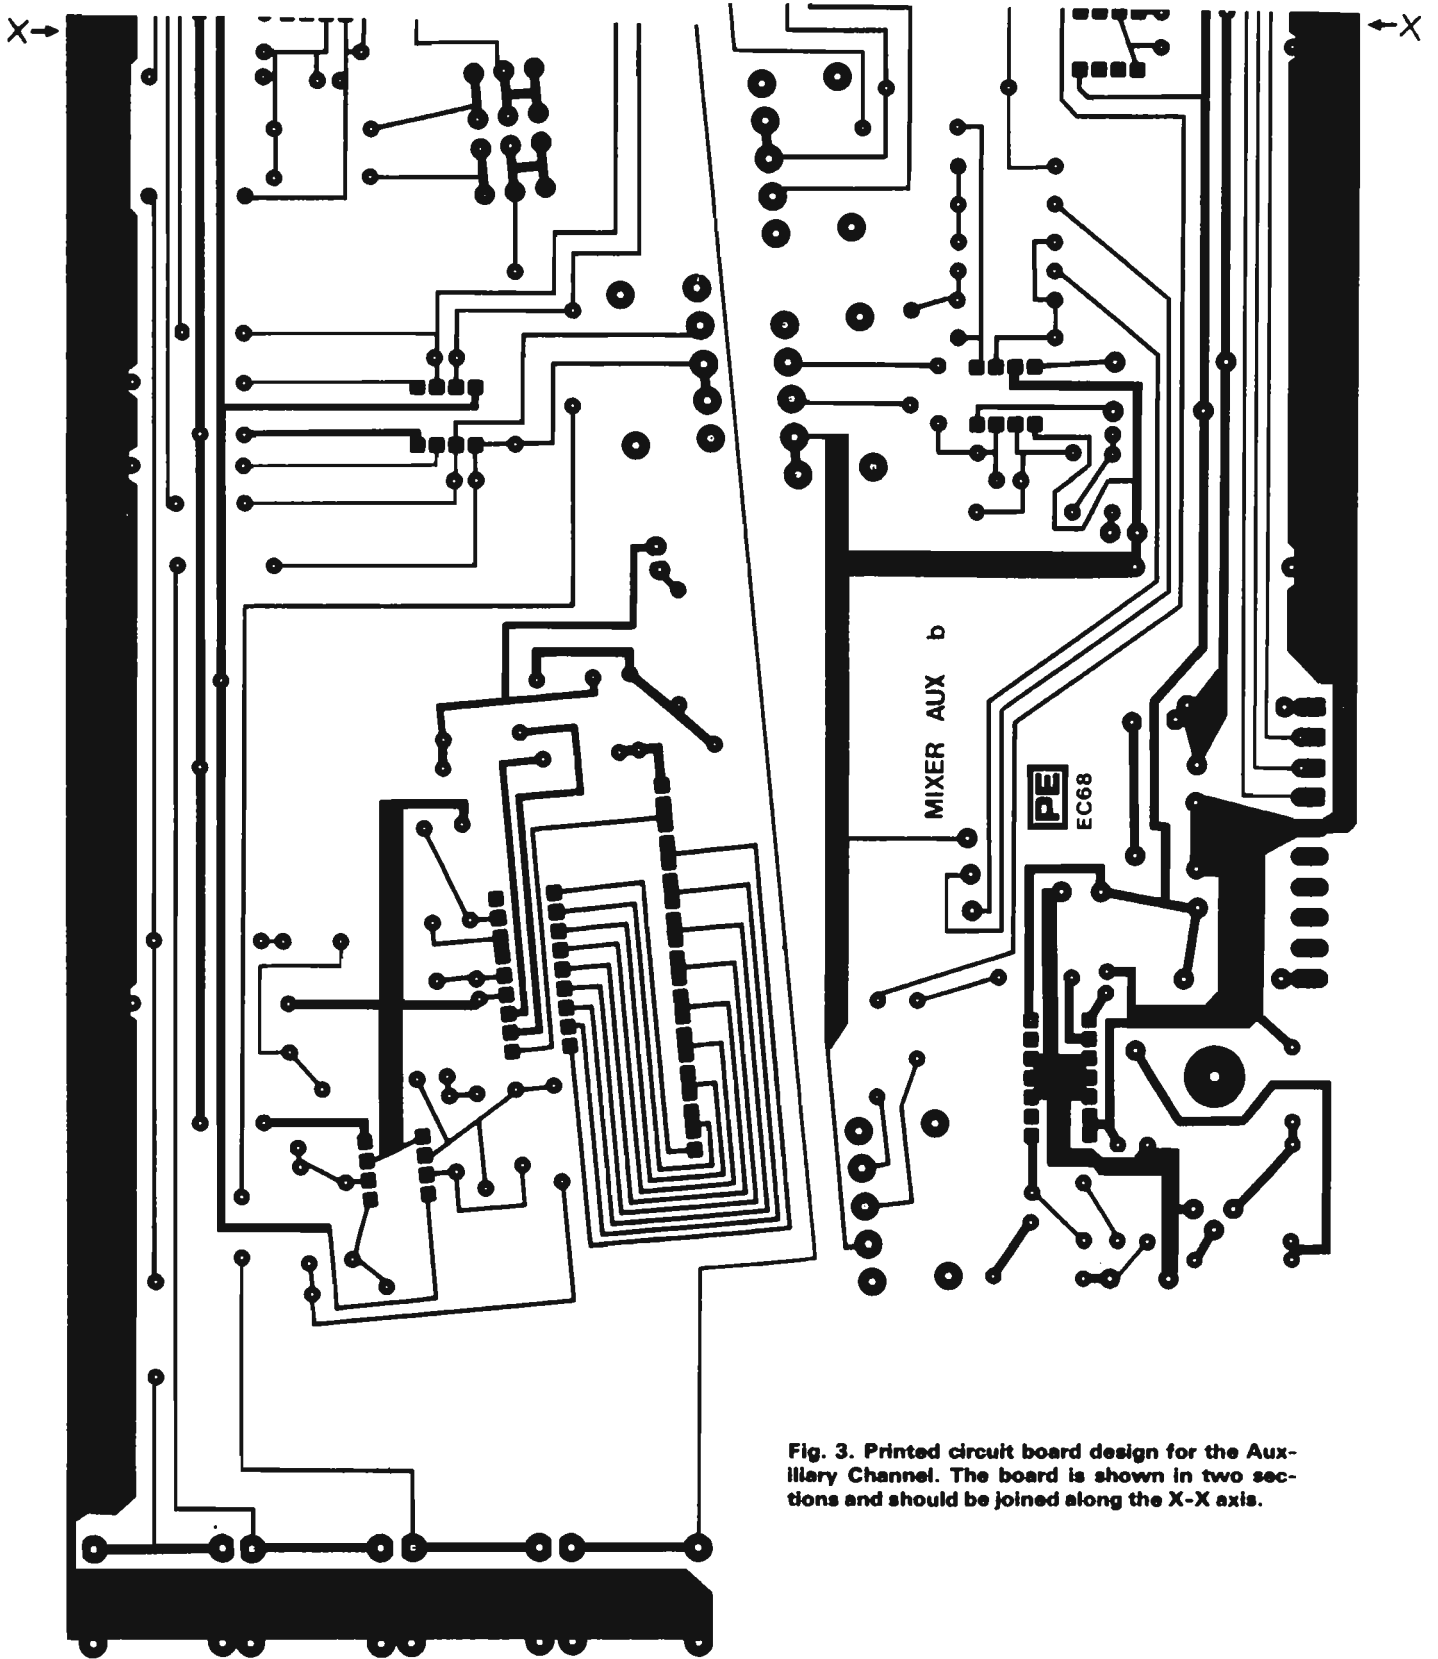 X
X
MIXER AUX b
PE
EC68
Fig. 3. Printed circuit board design for the Aux-
iliary Channel. The board is shown in two sec-
tions and should be joined along the X-X axis.